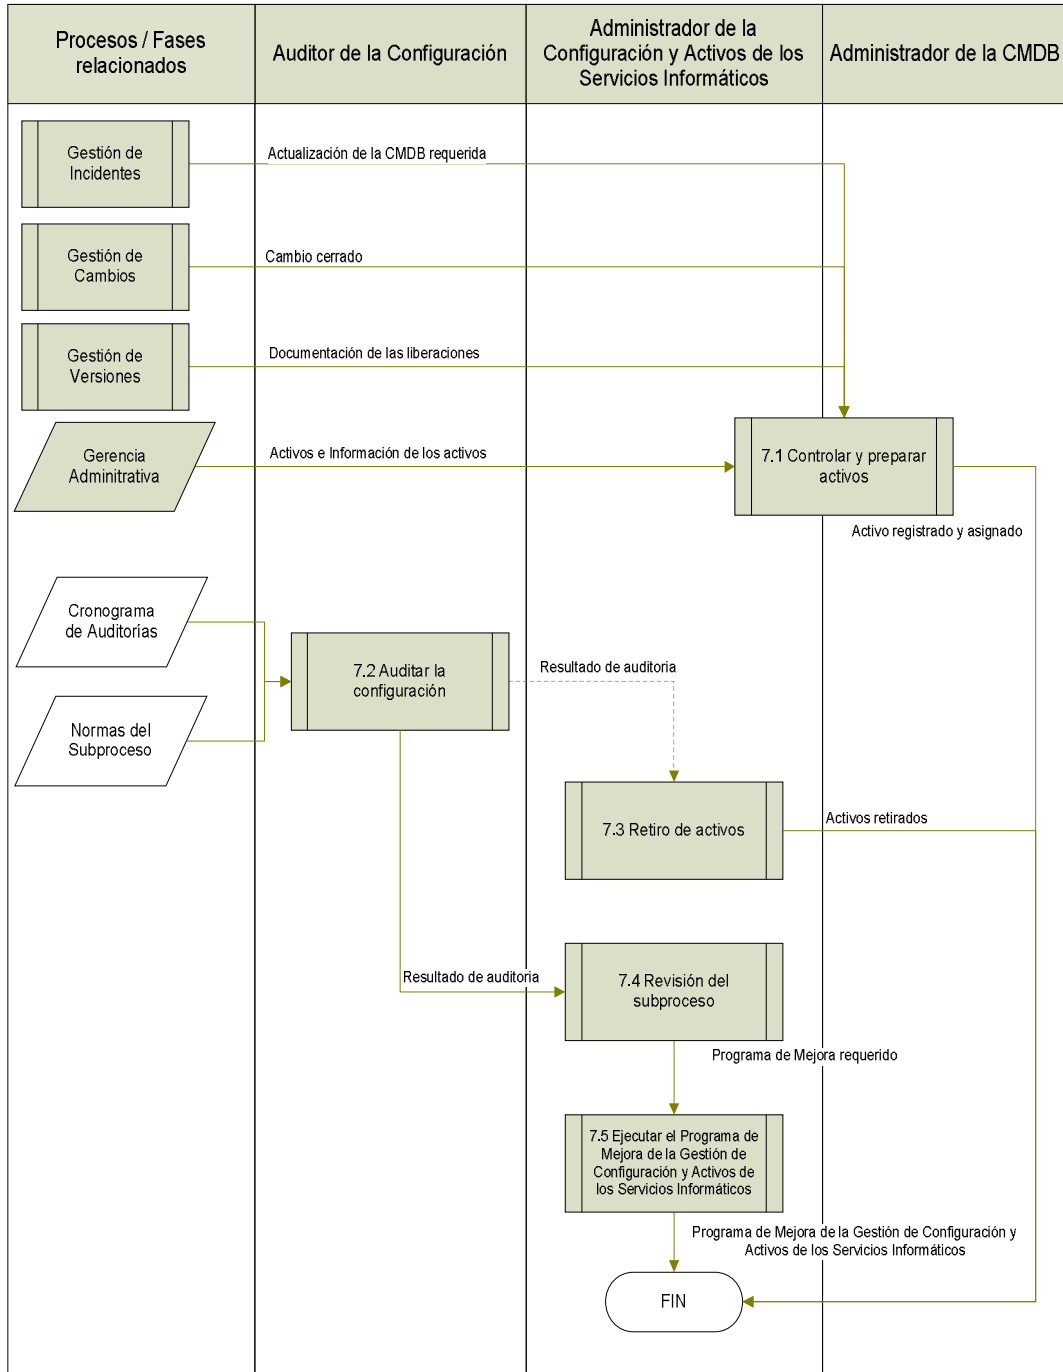 Procesos / Fases
relacionados
Auditor de la Configuración
Administrador de la
Configuración y Activos de los
Servicios Informáticos
Administrador de la CMDB
Gestión de
Incidentes
Actualización de la CMDB requerida
Gestión de
Cambios
Cambio cerrado
Gestión de
Versiones
Documentación de las liberaciones
Gerencia
Adminitrativa
Activos e Información de los activos
7.1 Controlar y preparar
activos
Activo registrado y asignado
Cronograma
de Auditorías
Normas del
Subproceso
7.2 Auditar la
configuración
Resultado de auditoria
7.3 Retiro de activos
Activos retirados
Resultado de auditoria
7.4 Revisión del
subproceso
Programa de Mejora requerido
7.5 Ejecutar el Programa de
Mejora de la Gestión de
Configuración y Activos de
los Servicios Informáticos
Programa de Mejora de la Gestión de Configuración y
Activos de los Servicios Informáticos
FIN